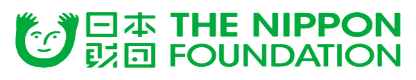 日本 THE NIPPON
財団 FOUNDATION